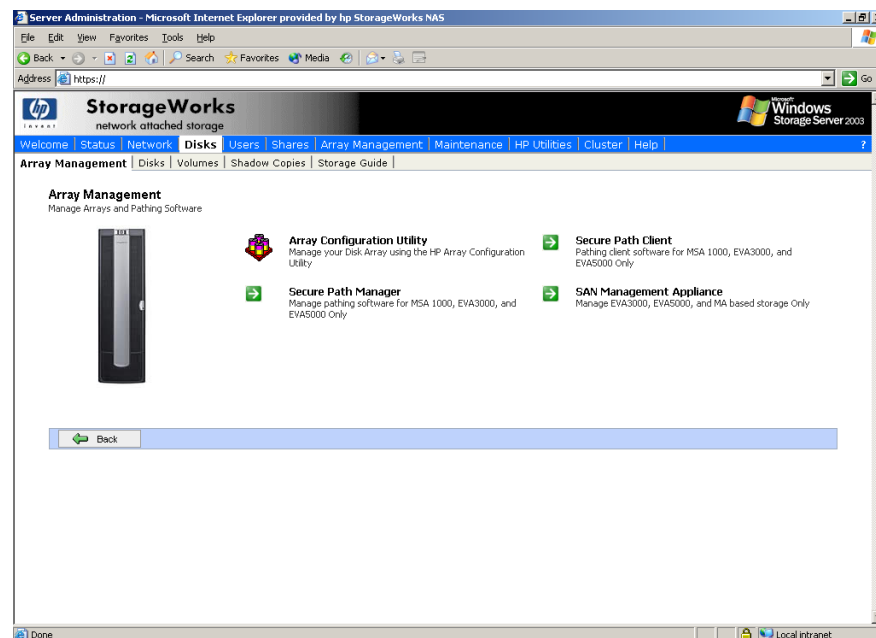 Server Administration - Microsoft Internet Explorer provided by hp StorageWorks NAS
File Edit View Favorites Tools Help
Back Search Favorites Media
Address https:// Go
hp
invent
StorageWorks
network attached storage
Microsoft
Windows
Storage Server 2003
Welcome Status Network Disks Users Shares Array Management Maintenance HP Utilities Cluster Help ?
Array Management Disks Volumes Shadow Copies Storage Guide
Array Management
Manage Arrays and Pathing Software
Array Configuration Utility
Manage your Disk Array using the HP Array Configuration
Utility
Secure Path Client
Pathing client software for MSA 1000, EVA3000, and
EVA5000 Only
Secure Path Manager
Manage pathing software for MSA 1000, EVA3000, and
EVA5000 Only
SAN Management Appliance
Manage EVA3000, EVA5000, and MA based storage Only
Back
Done Local intranet